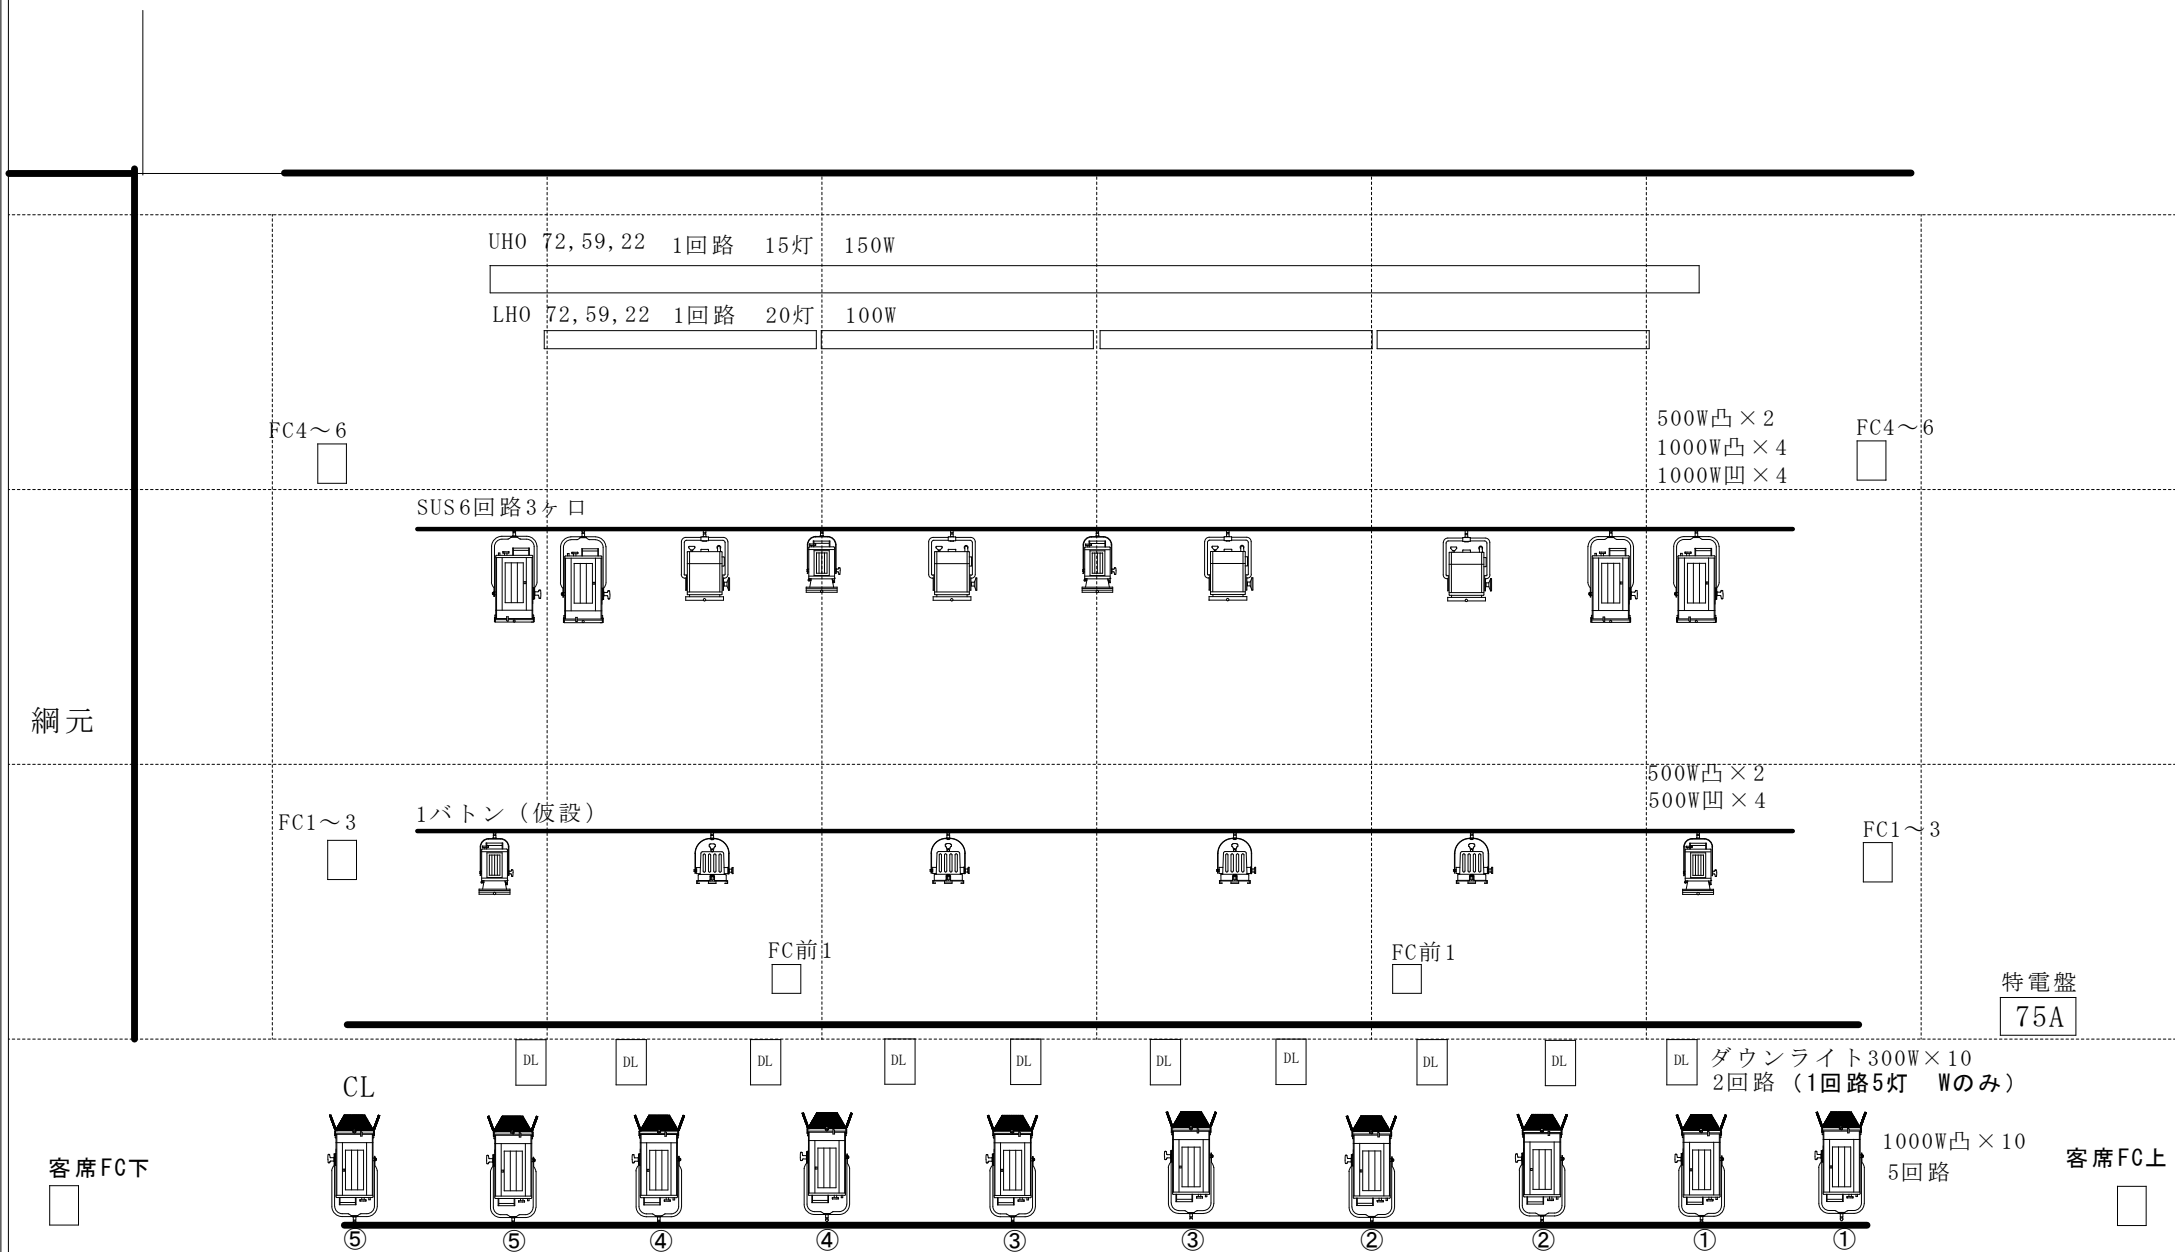 UHO 72,59,22 1回路 15灯 150W
LHO 72,59,22 1回路 20灯 100W
500W凸×2
1000W凸×4
1000W凹×4
FC4～6
FC4～6
SUS6回路3ヶ口
綱元
500W凸×2
500W凹×4
1バトン（仮設）
FC1～3
FC1～3
FC前1
FC前1
特電盤
75A
DL
DL
DL
DL
DL
DL
DL
DL
DL
DL
ダウンライト300W×10
2回路（1回路5灯 Wのみ）
CL
1000W凸×10
5回路
客席FC下
客席FC上
⑤ ⑤ ④ ④ ③ ③ ② ② ① ①